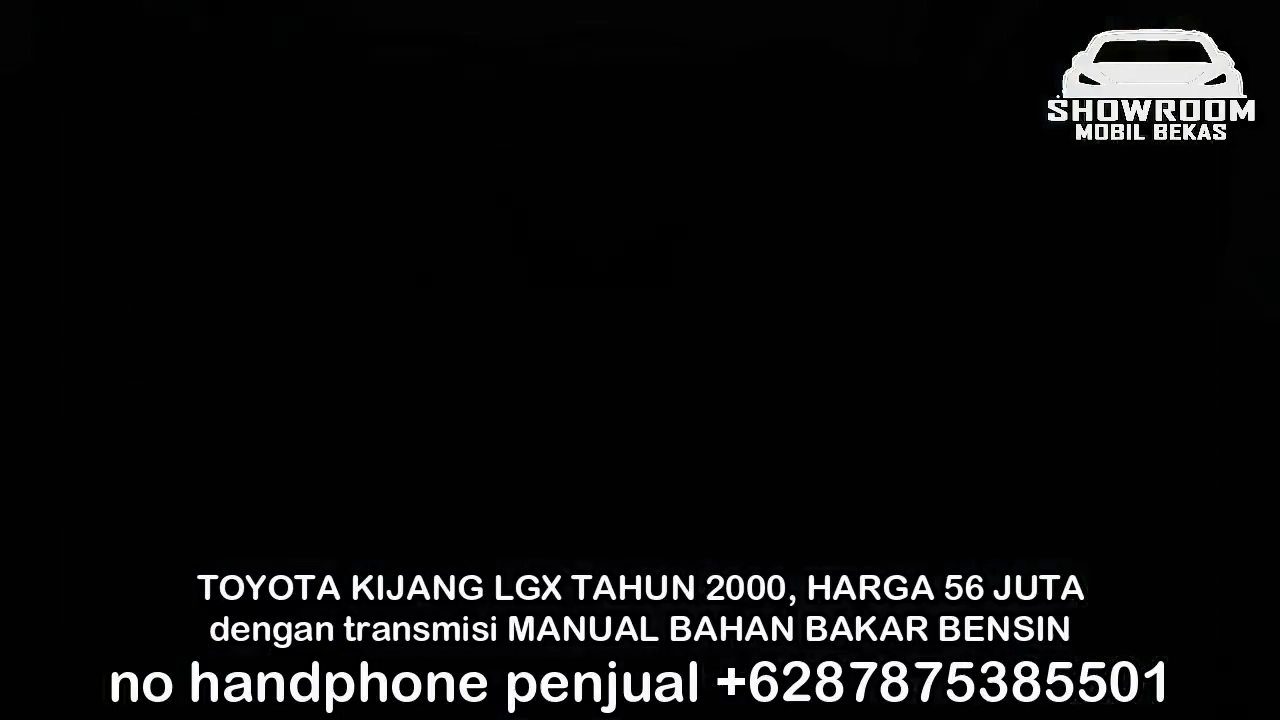 SHOWROOM
MOBIL BEKAS
TOYOTA KIJANG LGX TAHUN 2000, HARGA 56 JUTA
dengan transmisi MANUAL BAHAN BAKAR BENSIN
no handphone penjual +6287875385501